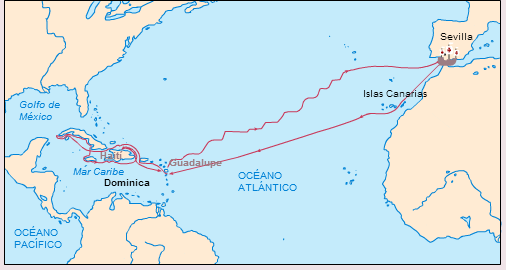 Sevilla
Islas Canarias
Golfo de
México
Haití
Guadalupe
Mar Caribe
Dominica
OCÉANO
ATLÁNTICO
OCÉANO
PACÍFICO